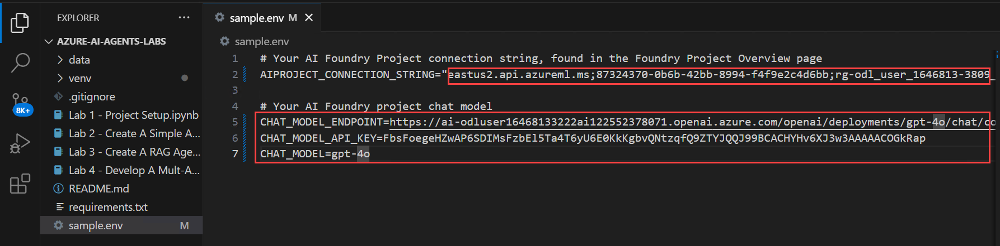 EXPLORER
AZURE-AI-AGENTS-LABS
data
venv
.gitignore
Lab 1 - Project Setup.ipynb
Lab 2 - Create A Simple A...
Lab 3 - Create A RAG Age...
Lab 4 - Develop A Mult-A...
README.md
requirements.txt
sample.env M
8K+
sample.env M
sample.env
1 # Your AI Foundry Project connection string, found in the Foundry Project Overview page
2 AIPROJECT_CONNECTION_STRING="eastus2.api.azureml.ms;87324370-0b6b-42bb-8994-f4f9e2c4d6bb;rg-odl_user_1646813-3809_
3
4 # Your AI Foundry project chat model
5 CHAT_MODEL_ENDPOINT=https://ai-odluser16468133222ai122552378071.openai.azure.com/openai/deployments/gpt-4o/chat/co
6 CHAT_MODEL_API_KEY=FbsFoegeHZwAP6SDIMsFzbEl5Ta4T6yU6E0KkKgbvQNtzqfQ9ZTYJQQJ99BCACHYHv6XJ3w3AAAAACOGkRap
7 CHAT_MODEL=gpt-4o